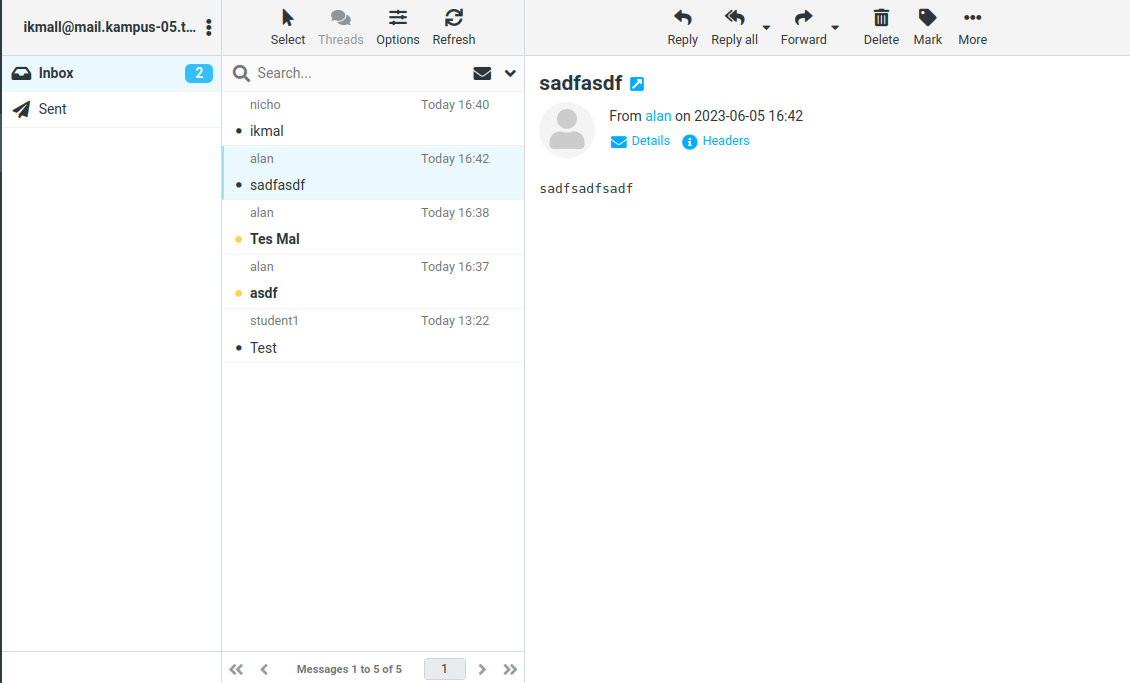 ikmall@mail.kampus-05.t...
Select Threads Options Refresh
Reply Reply all Forward Delete Mark More
Inbox 2
Sent
Search...
nicho Today 16:40
ikmal
alan Today 16:42
sadfasdf
alan Today 16:38
Tes Mal
alan Today 16:37
asdf
student1 Today 13:22
Test
Messages 1 to 5 of 5 1
sadfasdf
From alan on 2023-06-05 16:42
Details Headers
sadfsadfsadf